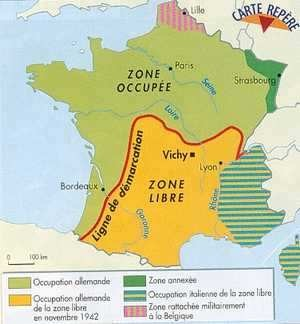 CARTE REPÈRE
Lille
Paris
ZONE
OCCUPÉE
Seine
Strasbourg
Loire
Vichy
Lyon
ZONE
LIBRE
Bordeaux
Ligne de démarcation
Garonne
Rhône
0 100 km
Occupation allemande
Occupation allemande
de la zone libre
en novembre 1942
Zone annexée
Occupation italienne de la zone libre
Zone rattachée militairement
à la Belgique